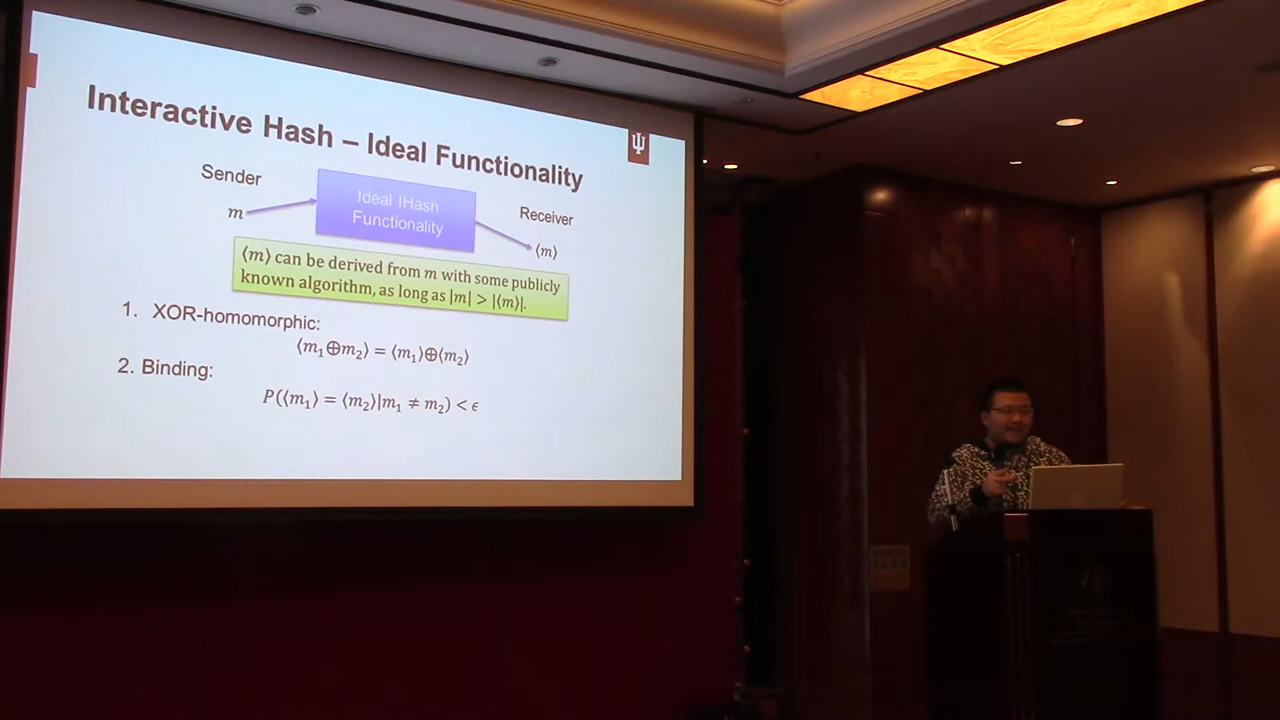 Interactive Hash – Ideal Functionality
Sender
m
Ideal IHash
Functionality
Receiver
⟨m⟩
⟨m⟩ can be derived from m with some publicly
known algorithm, as long as |m| > |⟨m⟩|.
1. XOR-homomorphic:
⟨m₁⊕m₂⟩ = ⟨m₁⟩⊕⟨m₂⟩
2. Binding:
P(⟨m₁⟩ = ⟨m₂⟩|m₁ ≠ m₂) < ϵ